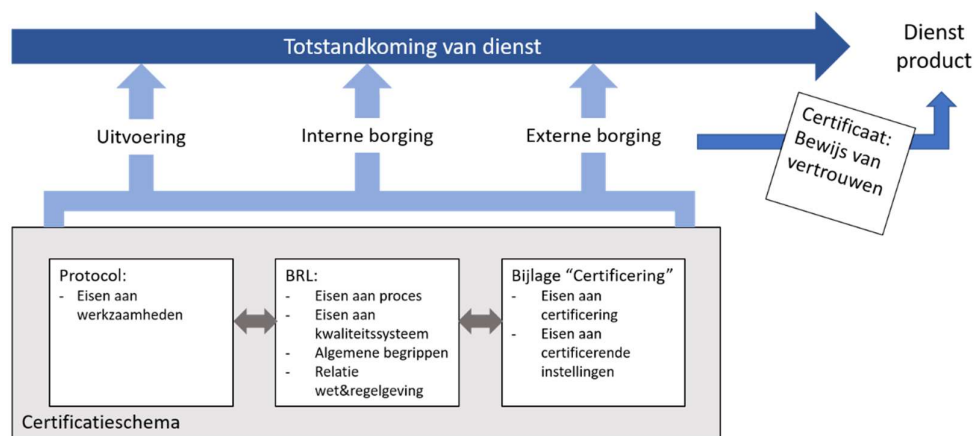 Totstandkoming van dienst
Dienst
product
Uitvoering
Interne borging
Externe borging
Certificaat:
Bewijs van
vertrouwen
Protocol:
- Eisen aan
werkzaamheden
BRL:
- Eisen aan proces
- Eisen aan
kwaliteitssysteem
- Algemene begrippen
- Relatie
wet&regelgeving
Bijlage “Certificering”
- Eisen aan
certificering
- Eisen aan
certificerende
instellingen
Certificatieschema